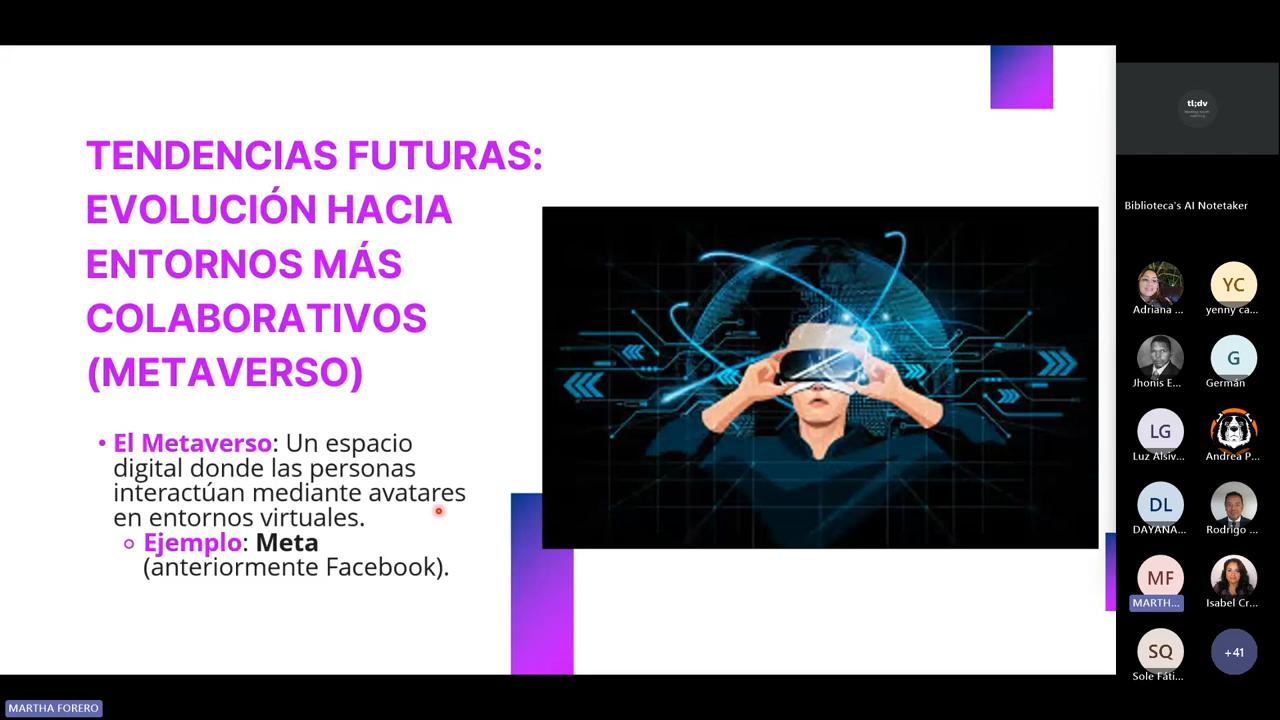 TENDENCIAS FUTURAS:
EVOLUCIÓN HACIA
ENTORNOS MÁS
COLABORATIVOS
(METAVERSO)
• El Metaverso: Un espacio
digital donde las personas
interactúan mediante avatares
en entornos virtuales.
Ejemplo: Meta
(anteriormente Facebook).
tl;dv
Biblioteca's AI Notetaker
Adriana ...
YC
yenny ca...
Jhonis E...
G
Germán
LG
Luz Alsiv...
Andrea P...
DL
DAYANA...
Rodrigo ...
MF
MARTH...
Isabel Cr...
SQ
Sole Fáti...
+41
MARTHA FORERO